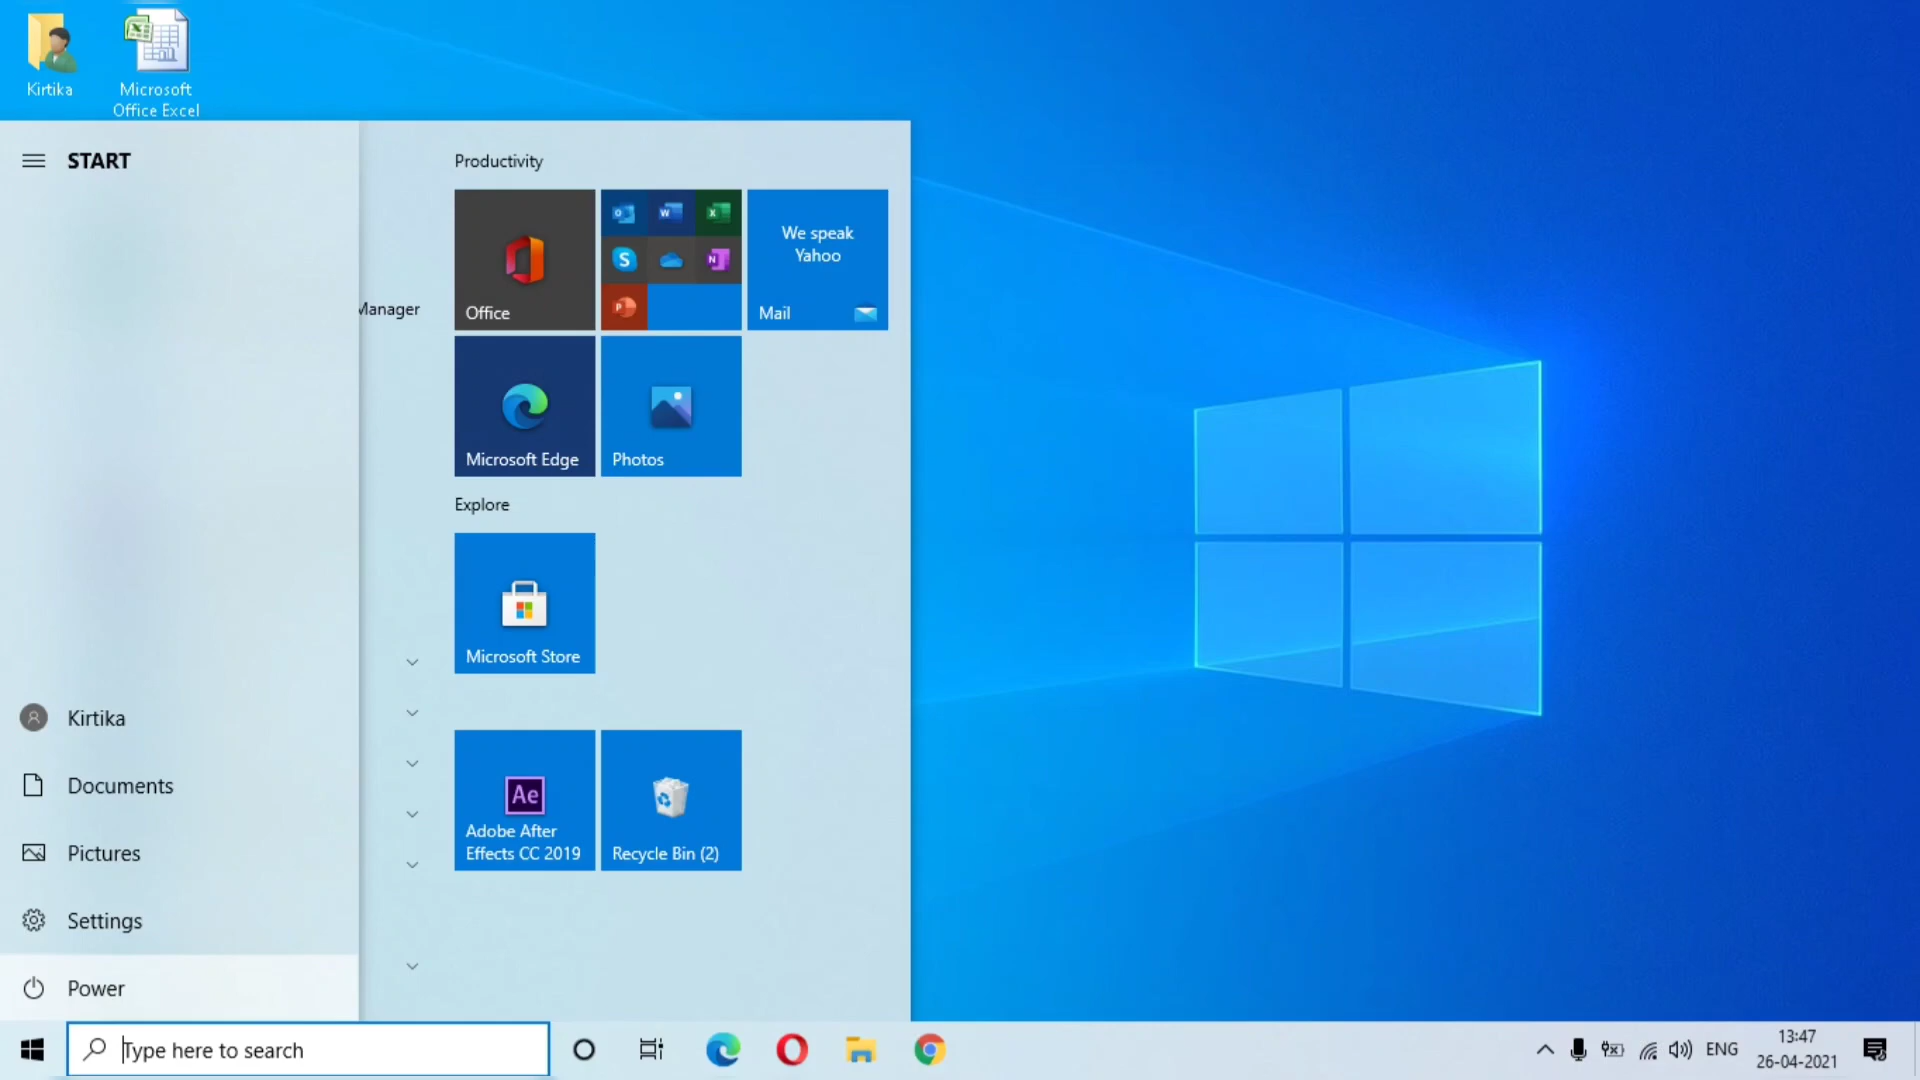 Kirtika
Microsoft
Office Excel
START
Productivity
Office
We speak
Yahoo
Mail
Manager
Microsoft Edge
Photos
Explore
Microsoft Store
Kirtika
Documents
Pictures
Settings
Power
Ae
Adobe After
Effects CC 2019
Recycle Bin (2)
Type here to search
ENG
13:47
26-04-2021